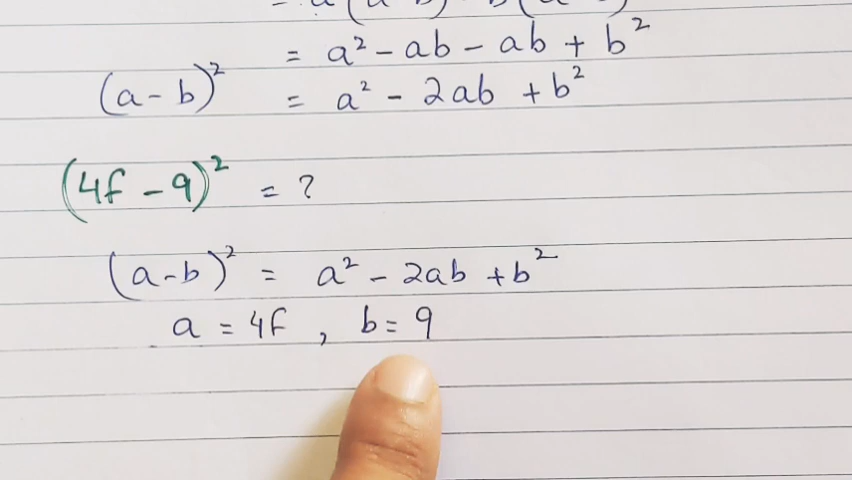 = a² - ab - ab + b²
(a - b)² = a² - 2ab + b²
(4f - 9)² = ?
(a-b)² = a² - 2ab + b²
a = 4f , b = 9